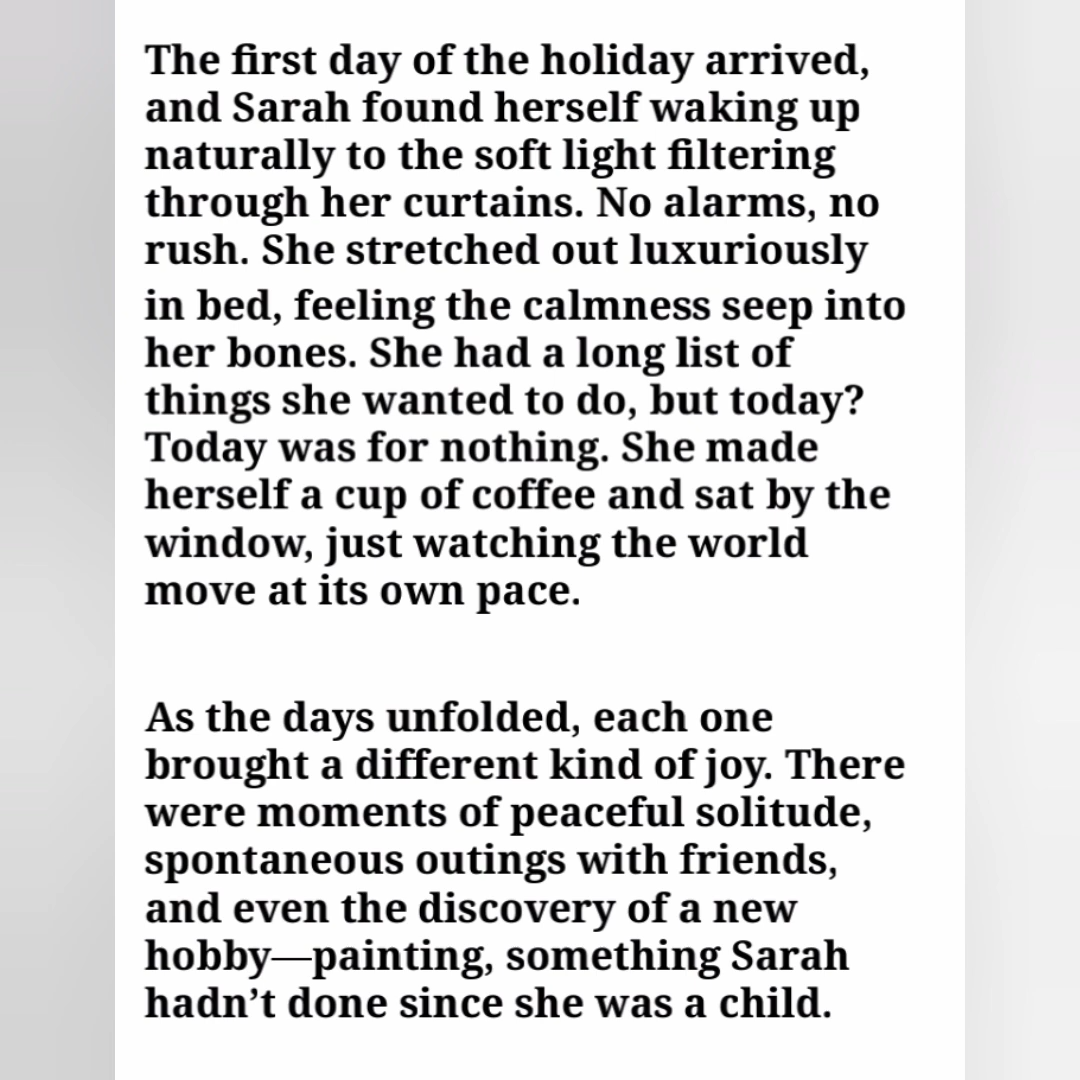 The first day of the holiday arrived,
and Sarah found herself waking up
naturally to the soft light filtering
through her curtains. No alarms, no
rush. She stretched out luxuriously
in bed, feeling the calmness seep into
her bones. She had a long list of
things she wanted to do, but today?
Today was for nothing. She made
herself a cup of coffee and sat by the
window, just watching the world
move at its own pace.
As the days unfolded, each one
brought a different kind of joy. There
were moments of peaceful solitude,
spontaneous outings with friends,
and even the discovery of a new
hobby—painting, something Sarah
hadn’t done since she was a child.